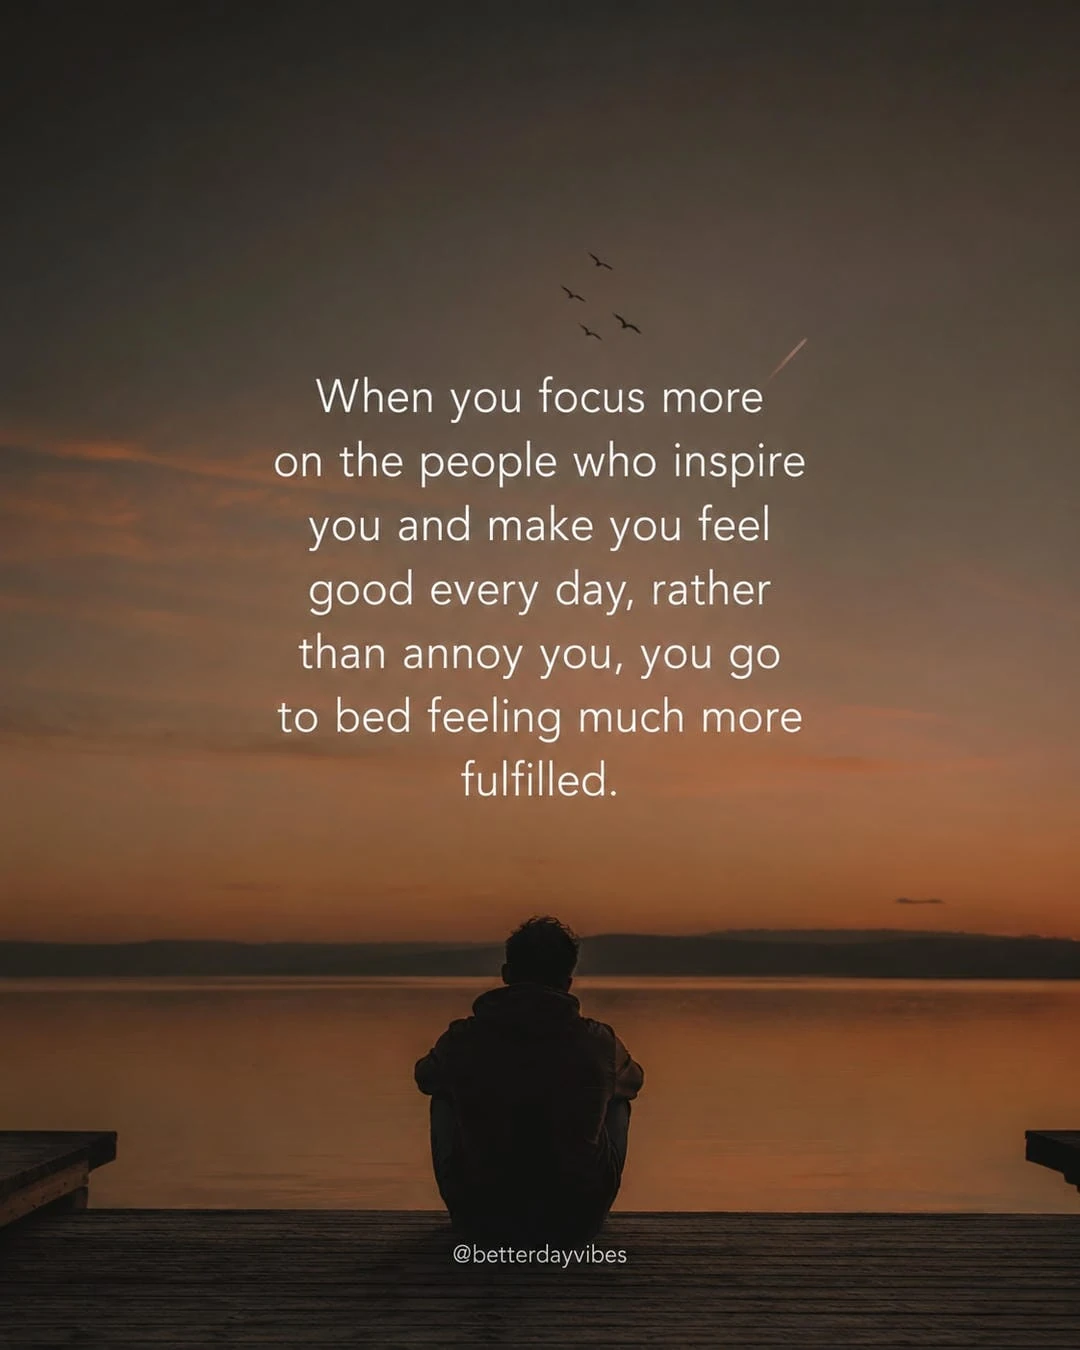 When you focus more
on the people who inspire
you and make you feel
good every day, rather
than annoy you, you go
to bed feeling much more
fulfilled.
@betterdayvibes